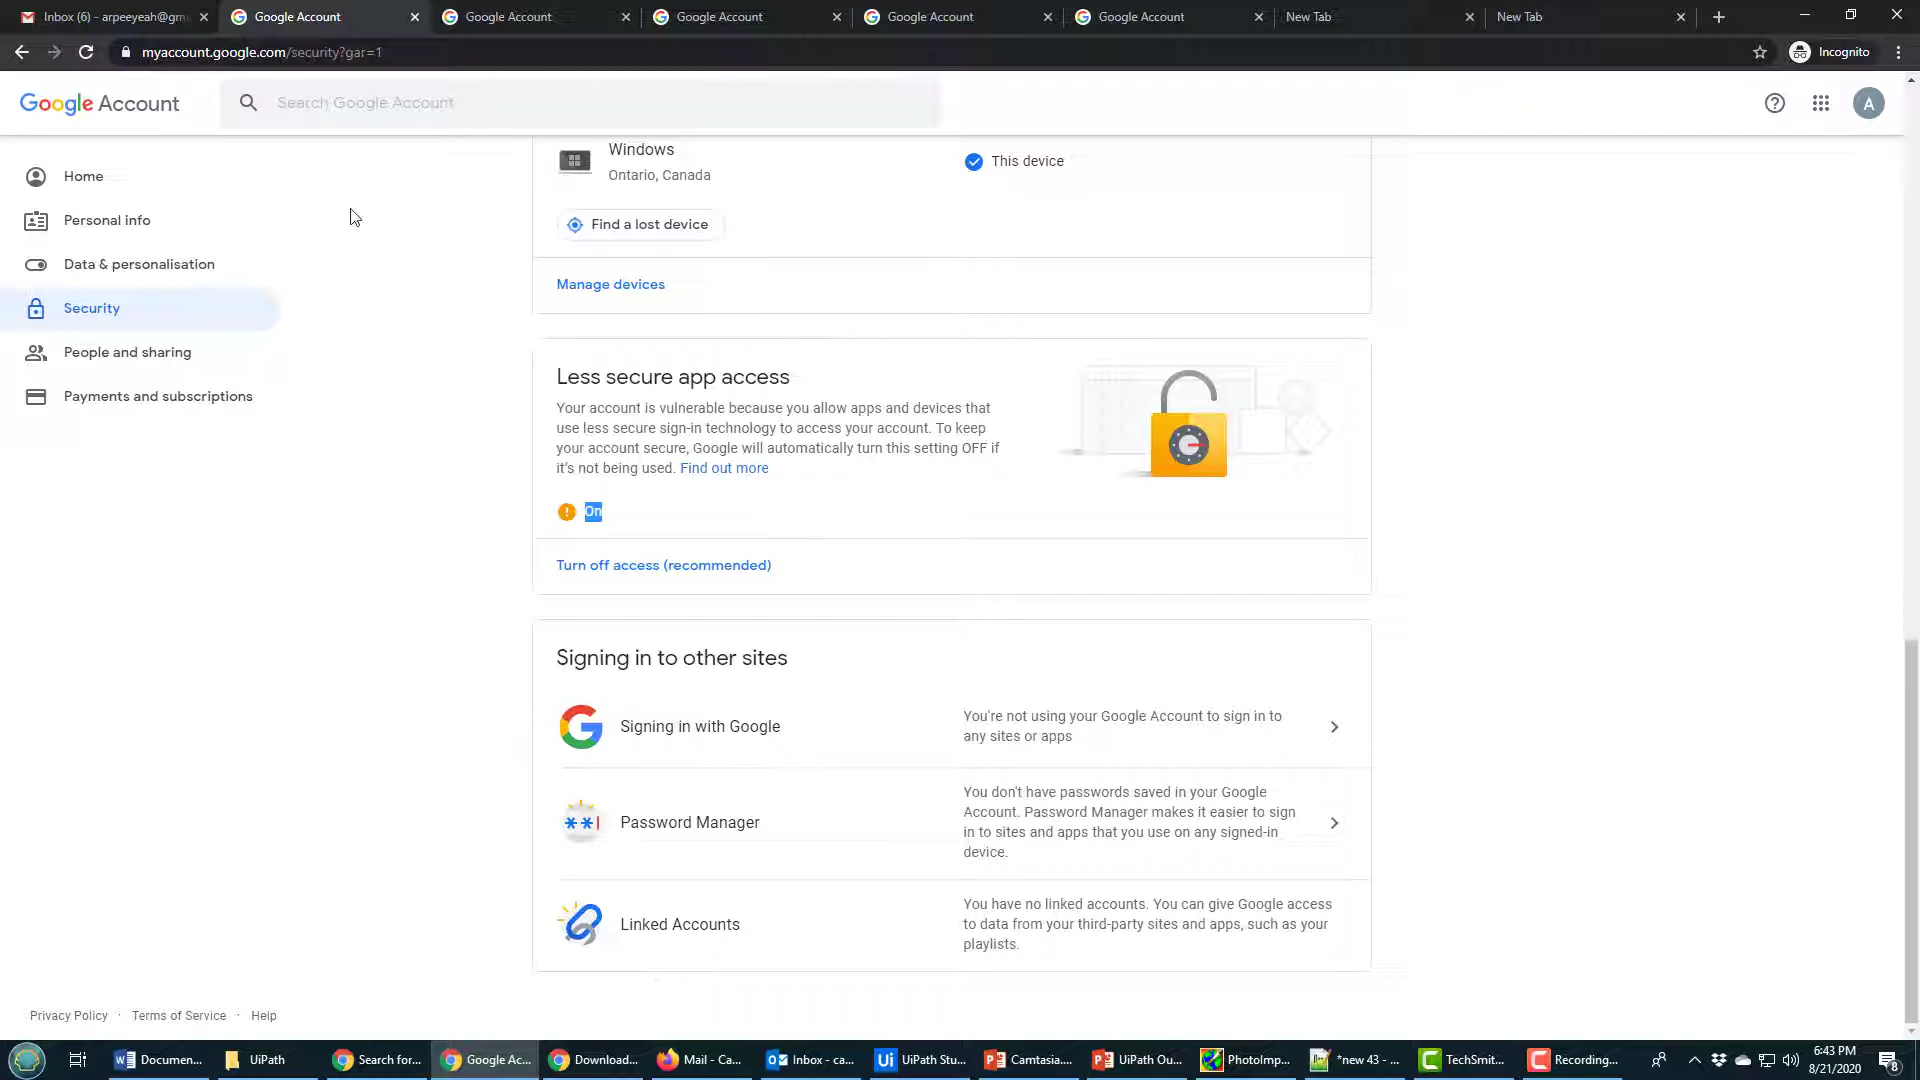 Inbox (6) - arpeeyeah@gm
Google Account
Google Account
Google Account
Google Account
Google Account
New Tab
New Tab
myaccount.google.com/security?gar=1
Incognito
Google Account
Search Google Account
A
Home
Personal info
Data & personalisation
Security
People and sharing
Payments and subscriptions
Windows
Ontario, Canada
This device
Find a lost device
Manage devices
Less secure app access
Your account is vulnerable because you allow apps and devices that
use less secure sign-in technology to access your account. To keep
your account secure, Google will automatically turn this setting OFF if
it's not being used. Find out more
On
Turn off access (recommended)
Signing in to other sites
Signing in with Google
You're not using your Google Account to sign in to
any sites or apps
Password Manager
You don't have passwords saved in your Google
Account. Password Manager makes it easier to sign
in to sites and apps that you use on any signed-in
device.
Linked Accounts
You have no linked accounts. You can give Google access
to data from your third-party sites and apps, such as your
playlists.
Privacy Policy · Terms of Service · Help
Documen...
UiPath
Search for...
Google Ac...
Download...
Mail - Ca...
Inbox - ca...
UiPath Stu...
Camtasia....
UiPath Ou...
PhotoImp...
*new 43 - ...
TechSmit...
Recording...
6:43 PM
8/21/2020
8